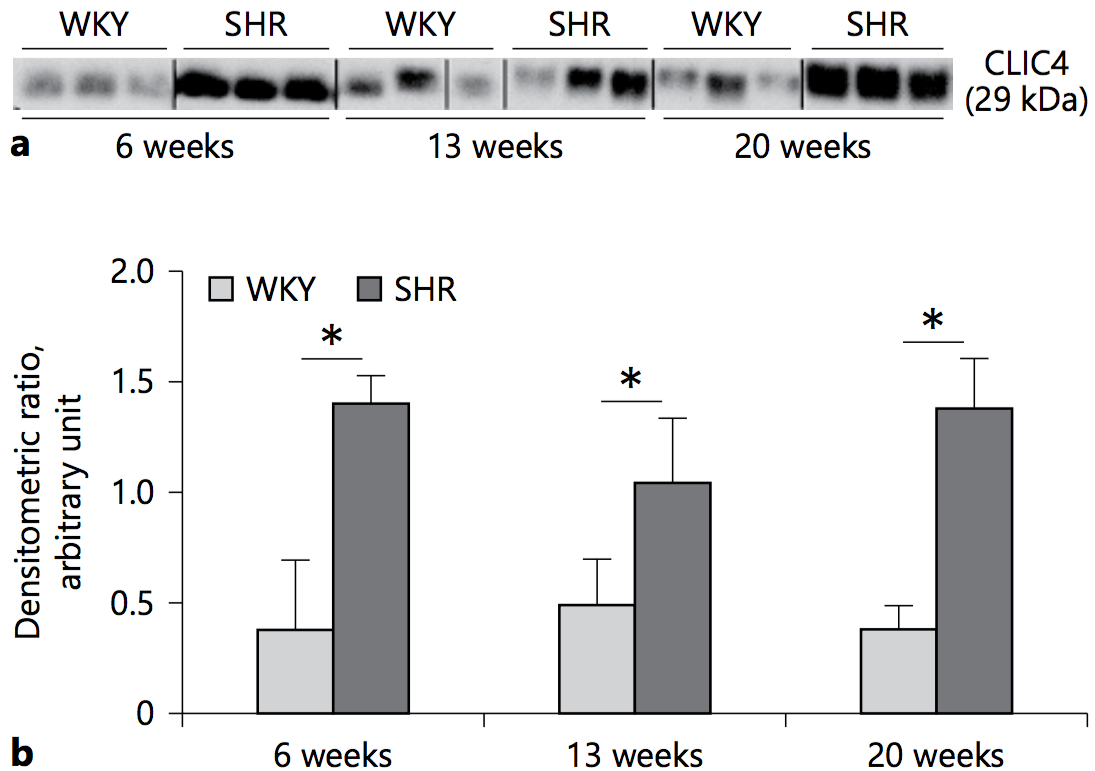 a
WKY SHR WKY SHR WKY SHR
CLIC4
(29 kDa)
6 weeks 13 weeks 20 weeks
b
Densitometric ratio,
arbitrary unit
2.0
1.5
1.0
0.5
0
WKY SHR
* * *
6 weeks 13 weeks 20 weeks